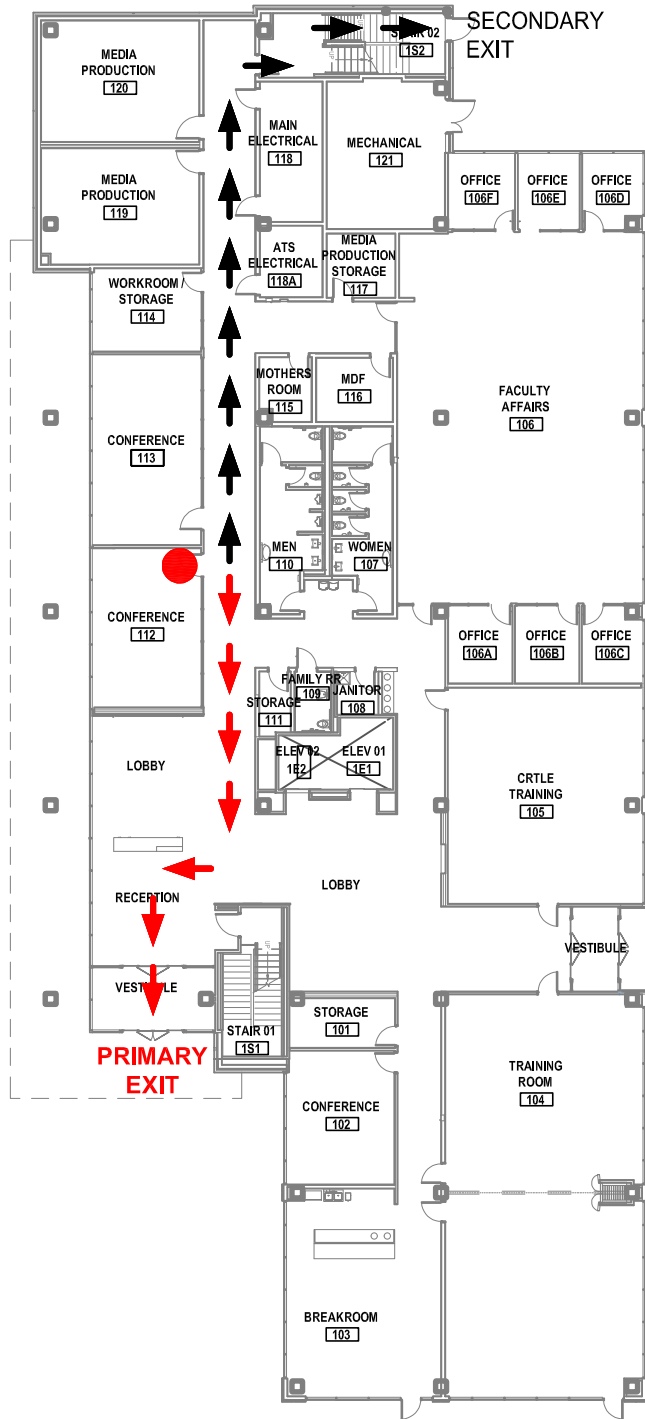 SECONDARY
EXIT
STAIR 02
1S2
UP
MEDIA
PRODUCTION
120
MAIN
ELECTRICAL
118
MECHANICAL
121
MEDIA
PRODUCTION
119
OFFICE
106F
OFFICE
106E
OFFICE
106D
ATS
ELECTRICAL
118A
MEDIA
PRODUCTION
STORAGE
117
WORKROOM /
STORAGE
114
MOTHERS
ROOM
115
MDF
116
FACULTY
AFFAIRS
106
CONFERENCE
113
MEN
110
WOMEN
107
CONFERENCE
112
OFFICE
106A
OFFICE
106B
OFFICE
106C
FAMILY RR
109
JANITOR
108
STORAGE
111
ELEV 02
1E2
ELEV 01
1E1
LOBBY
CRTLE
TRAINING
105
LOBBY
RECEPTION
UP
VESTIBULE
VESTIBULE
STAIR 01
1S1
STORAGE
101
PRIMARY
EXIT
TRAINING
ROOM
104
CONFERENCE
102
BREAKROOM
103